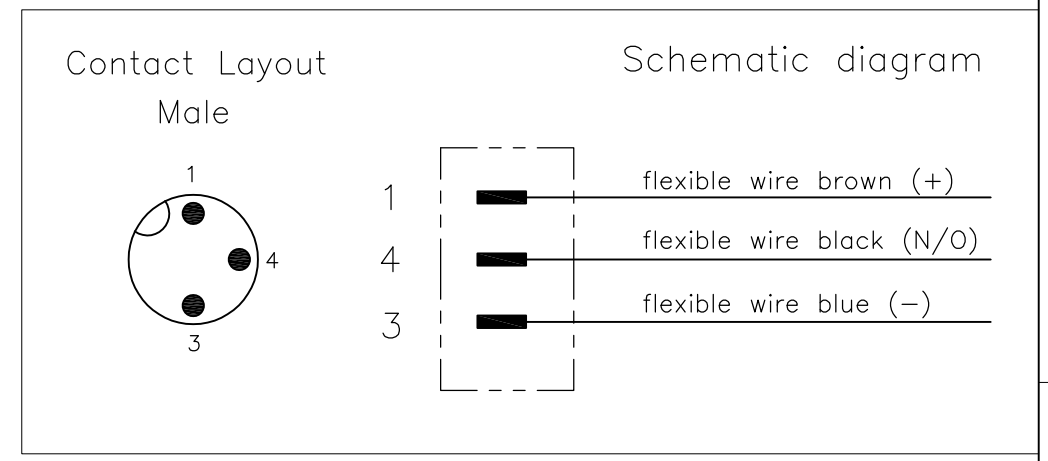 Contact Layout
Male
1
4
3
Schematic diagram
1 flexible wire brown (+)
4 flexible wire black (N/O)
3 flexible wire blue (-)